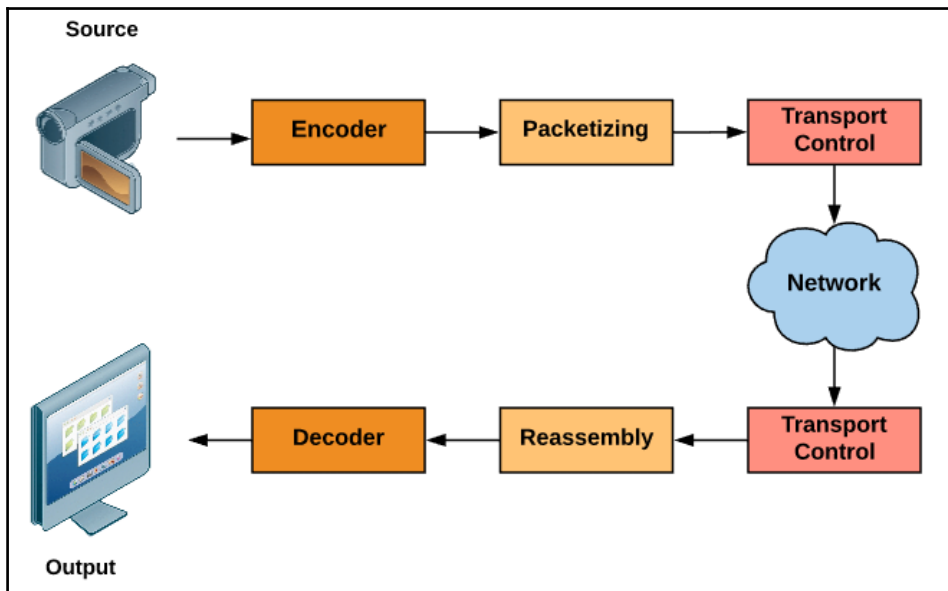 Source
Encoder
Packetizing
Transport
Control
Network
Decoder
Reassembly
Transport
Control
Output